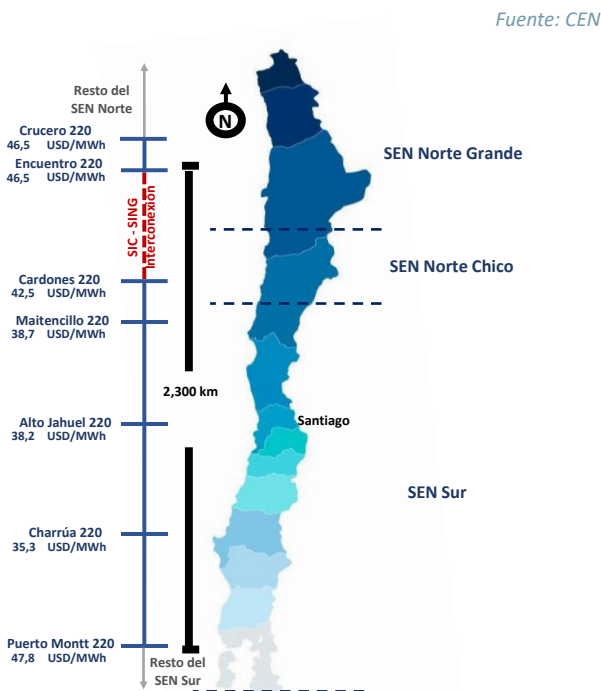 Fuente: CEN
Resto del
SEN Norte
N
Crucero 220
46,5 USD/MWh
Encuentro 220
46,5 USD/MWh
SEN Norte Grande
SIC - SING
Interconexión
SEN Norte Chico
Cardones 220
42,5 USD/MWh
Maitencillo 220
38,7 USD/MWh
2,300 km
Alto Jahuel 220
38,2 USD/MWh
Santiago
SEN Sur
Charrúa 220
35,3 USD/MWh
Puerto Montt 220
47,8 USD/MWh
Resto del
SEN Sur